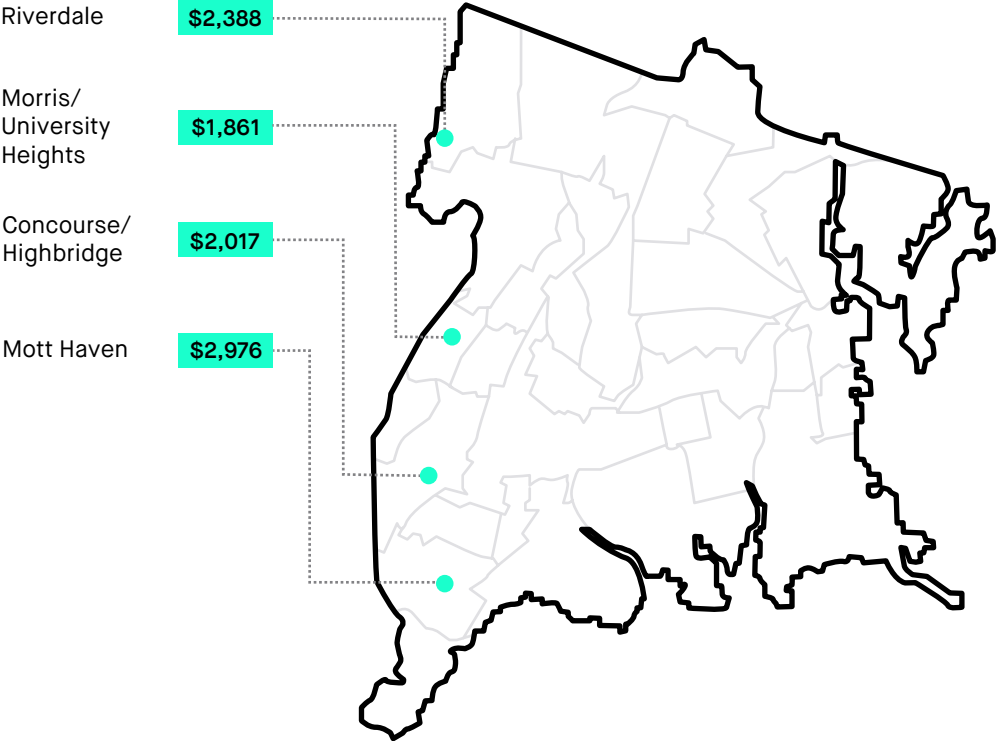 Riverdale
$2,388
Morris/
University
Heights
$1,861
Concourse/
Highbridge
$2,017
Mott Haven
$2,976